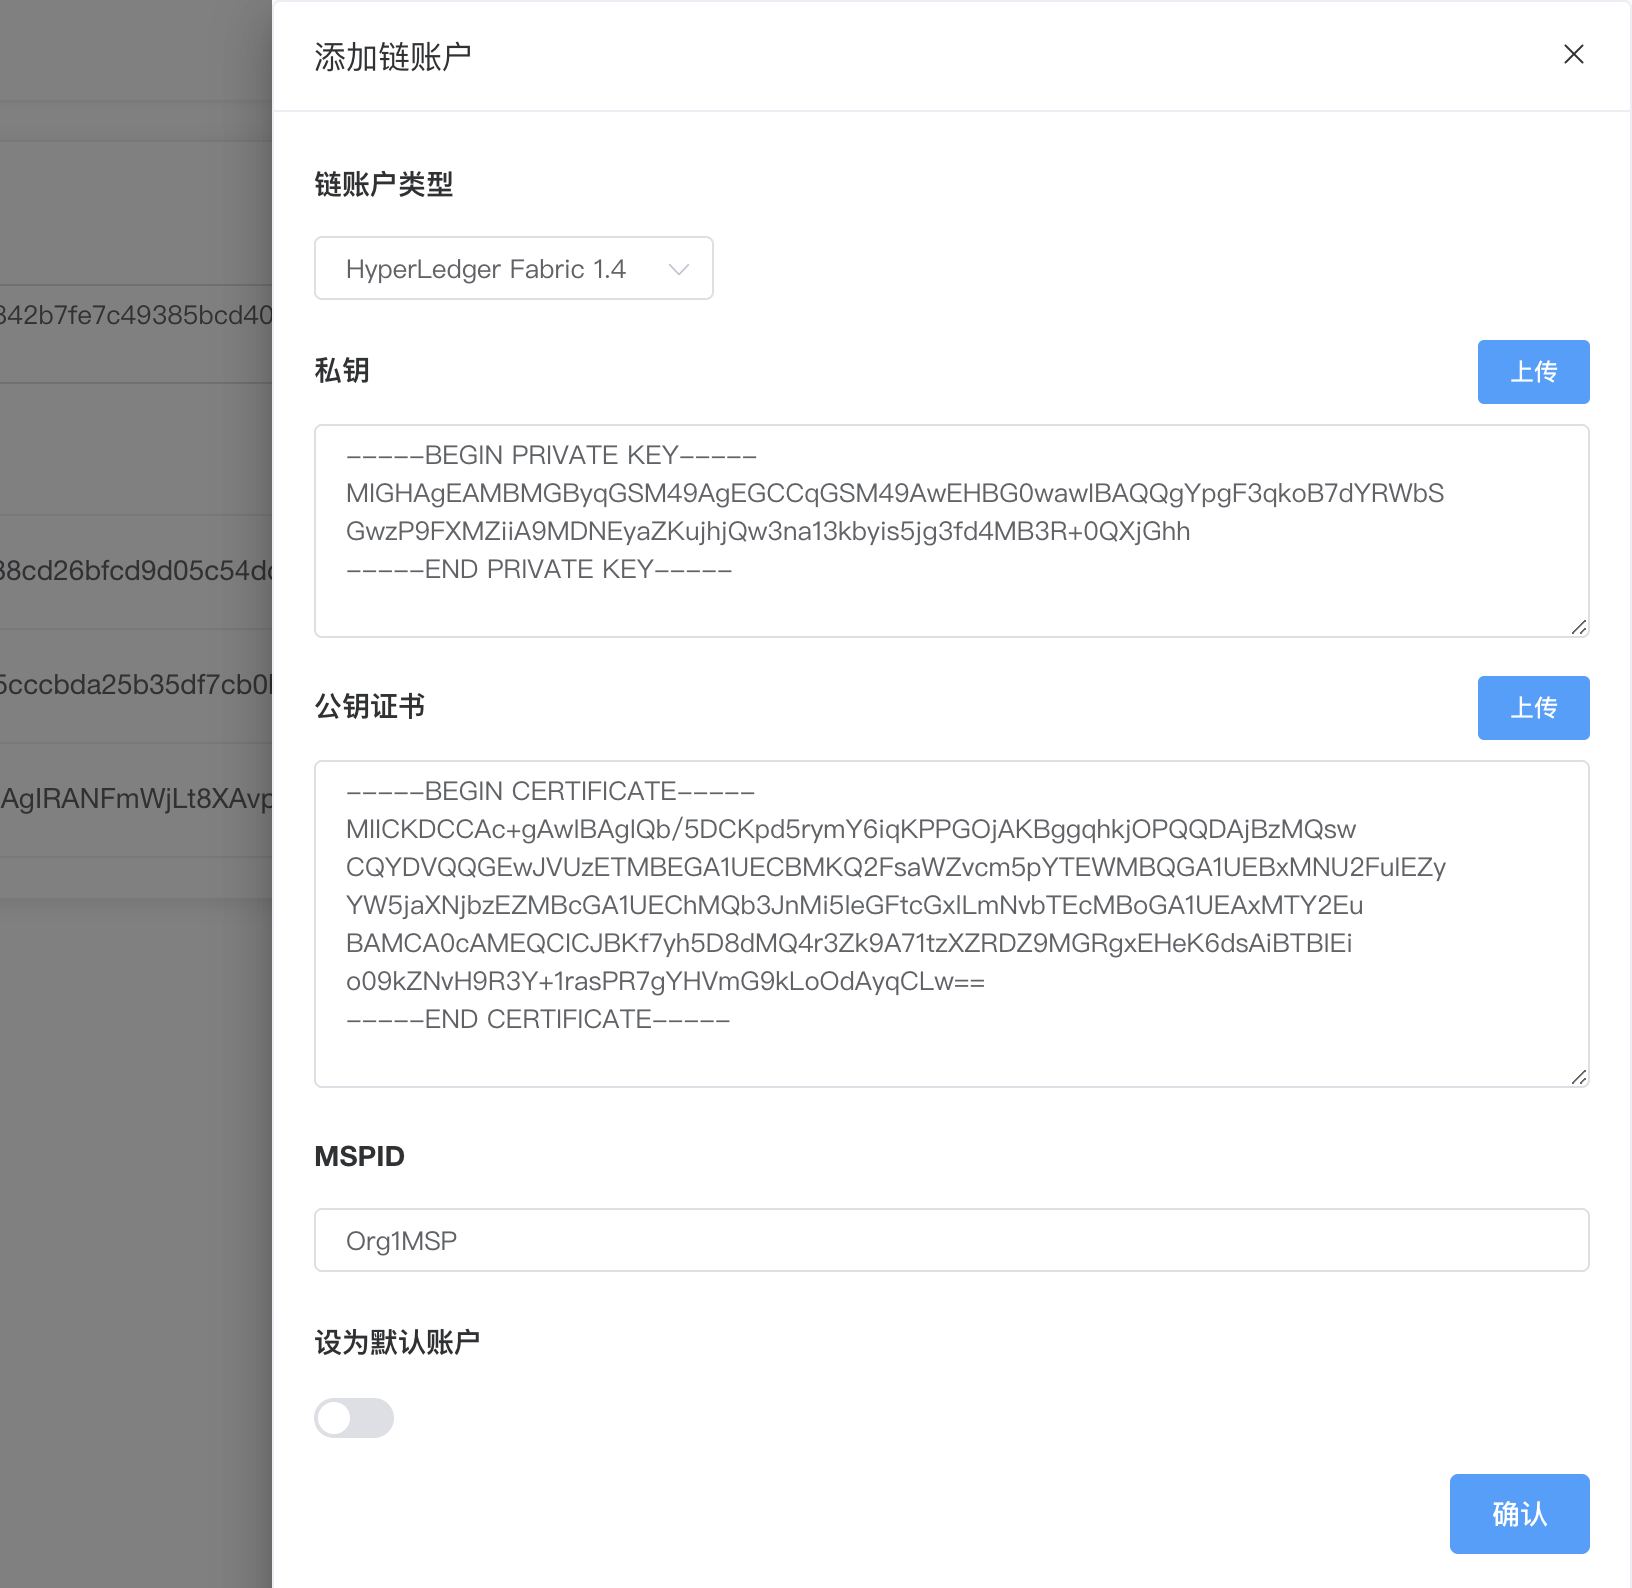 添加链账户
链账户类型
HyperLedger Fabric 1.4
私钥
上传
-----BEGIN PRIVATE KEY-----
MIGHAgEAMBMGByqGSM49AgEGCCqGSM49AwEHBG0wawIBAQQgYpgF3qkoB7dYRWbS
GwzP9FXMZiiA9MDNEyaZKujhjQw3na13kbyis5jg3fd4MB3R+0QXjGhh
-----END PRIVATE KEY-----
公钥证书
上传
-----BEGIN CERTIFICATE-----
MIICKDCCAc+gAwIBAgIQb/5DCKpd5rymY6iqKPPGOjAKBggqhkjOPQQDAjBzMQsw
CQYDVQQGEwJVUzETMBEGA1UECBMKQ2FsaWZvcm5pYTEWMBQGA1UEBxMNU2FuIEZy
YW5jaXNjbzEZMBcGA1UEChMQb3JnMi5leGFtcGxlLmNvbTEcMBoGA1UEAxMTY2Eu
BAMCA0cAMEQCICJBKf7yh5D8dMQ4r3Zk9A71tzXZRDZ9MGRgxEHeK6dsAiBTBIEi
o09kZNvH9R3Y+1rasPR7gYHVmG9kLoOdAyqCLw==
-----END CERTIFICATE-----
MSPID
Org1MSP
设为默认账户
确认
342b7fe7c49385bcd40
38cd26bfcd9d05c54dc
5cccbda25b35df7cb0
AgIRANFmWjLt8XAvp